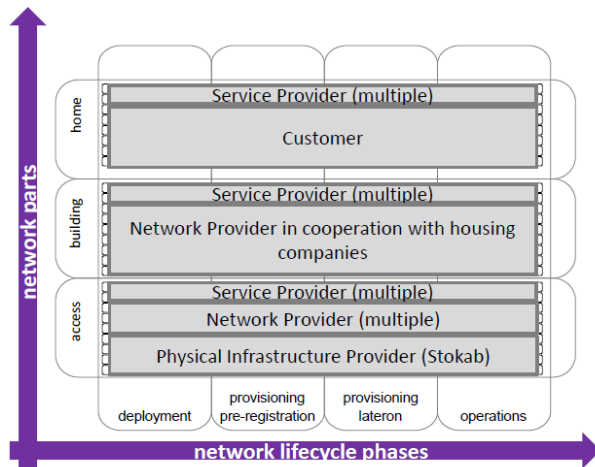 network parts
home
Service Provider (multiple)
Customer
building
Service Provider (multiple)
Network Provider in cooperation with housing
companies
access
Service Provider (multiple)
Network Provider (multiple)
Physical Infrastructure Provider (Stokab)
deployment
provisioning
pre-registration
provisioning
lateron
operations
network lifecycle phases